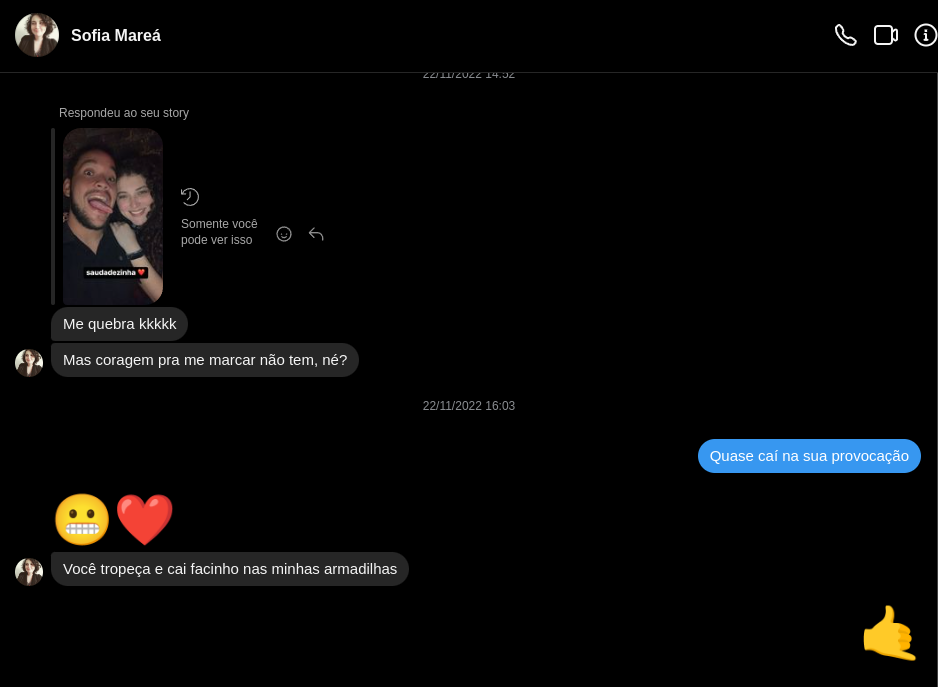 Sofia Mareá
22/11/2022 14:52
Respondeu ao seu story
Somente você
pode ver isso
saudadezinha ❤️
Me quebra kkkkk
Mas coragem pra me marcar não tem, né?
22/11/2022 16:03
Quase caí na sua provocação
😬❤️
Você tropeça e cai facinho nas minhas armadilhas
🤙